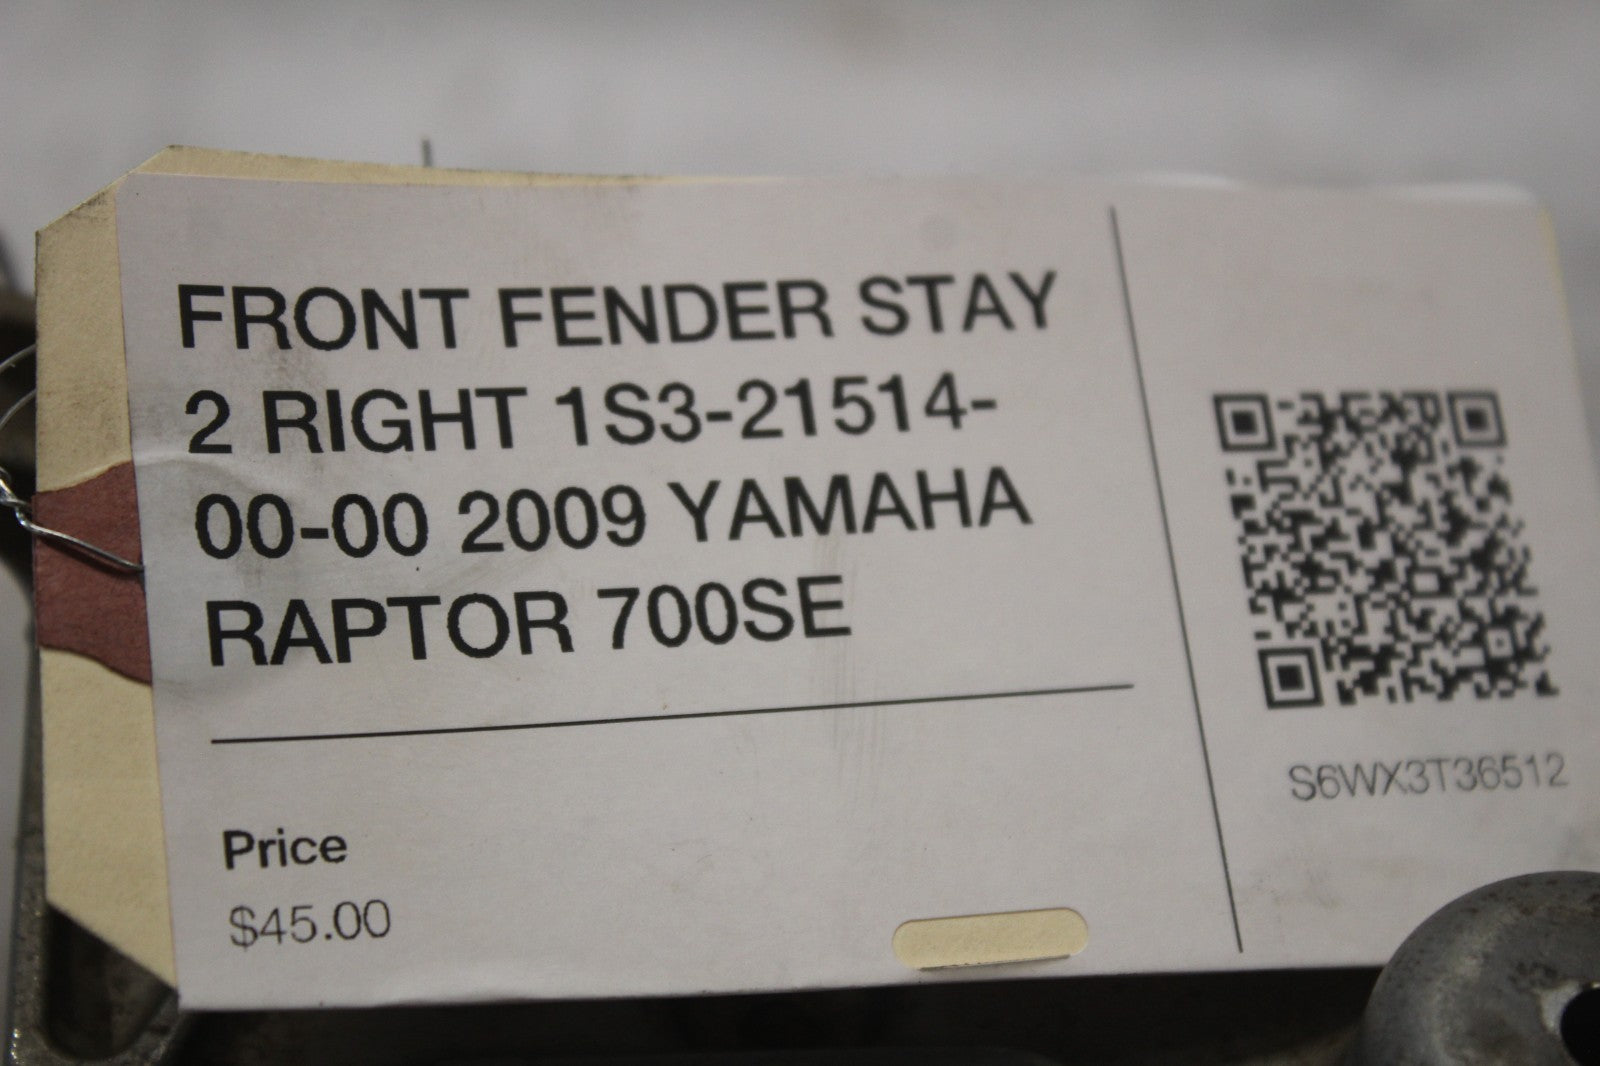 FRONT FENDER STAY
2 RIGHT 1S3-21514-
00-00 2009 YAMAHA
RAPTOR 700SE
Price
$45.00
S6WX3T36512